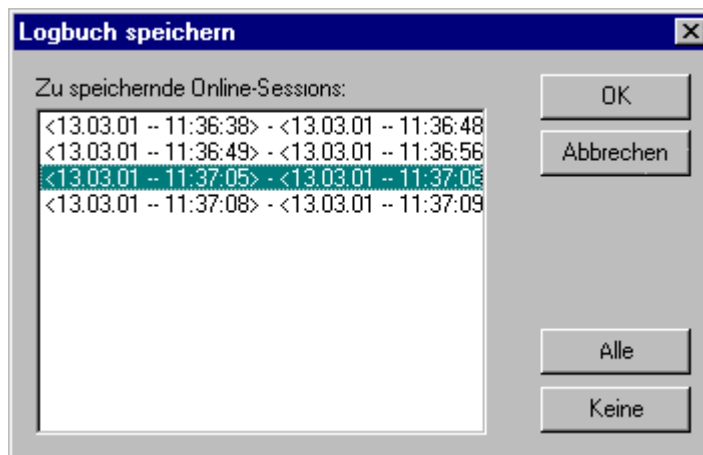 Logbuch speichern
Zu speichernde Online-Sessions:
<13.03.01 -- 11:36:38> - <13.03.01 -- 11:36:48
<13.03.01 -- 11:36:49> - <13.03.01 -- 11:36:56
<13.03.01 -- 11:37:05> - <13.03.01 -- 11:37:08
<13.03.01 -- 11:37:08> - <13.03.01 -- 11:37:09
OK
Abbrechen
Alle
Keine